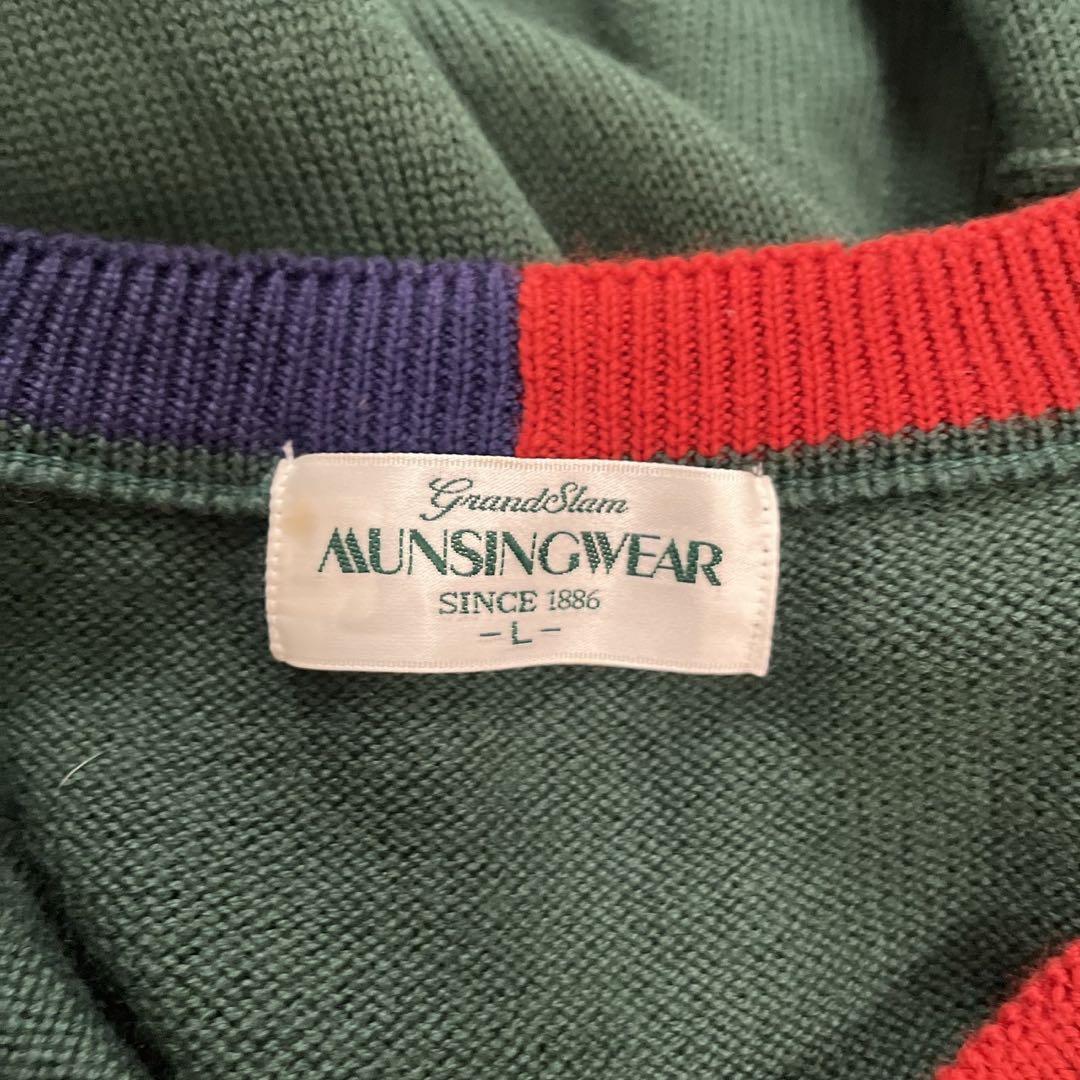 GrandSlam
MUNSINGWEAR
SINCE 1886
-L-